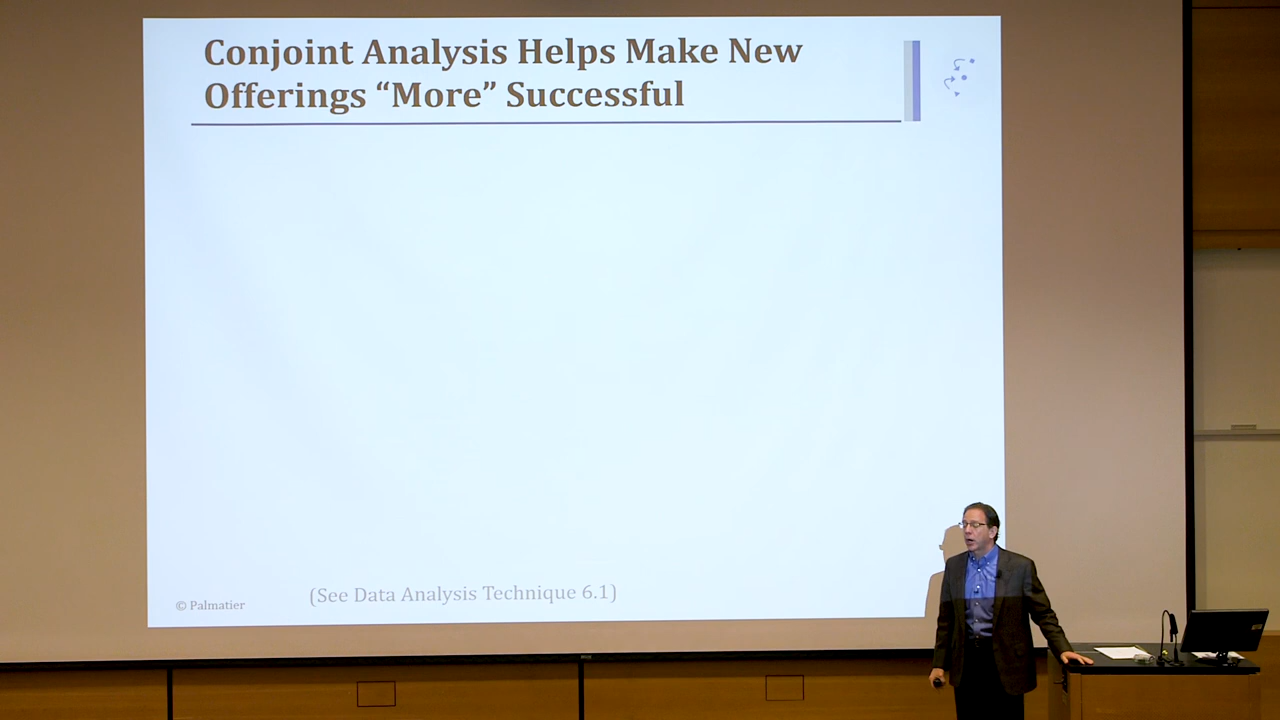 Conjoint Analysis Helps Make New
Offerings “More” Successful
(See Data Analysis Technique 6.1)
© Palmatier